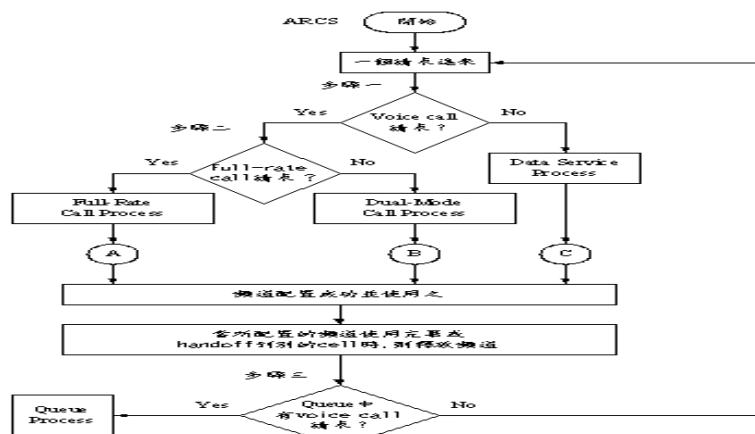 ARCS
開始
一個請求進來
步驟一
Voice call
請求?
Yes
No
步驟二
full-rate
call請求?
Yes
No
Data Service
Process
Full-Rate
Call Process
Dual-Mode
Call Process
A
B
C
頻道配置成功並使用之
當所配置的頻道使用完畢或
handoff到別的cell時,則釋放頻道
步驟三
Queue中
有voice call
請求?
Yes
No
Queue
Process